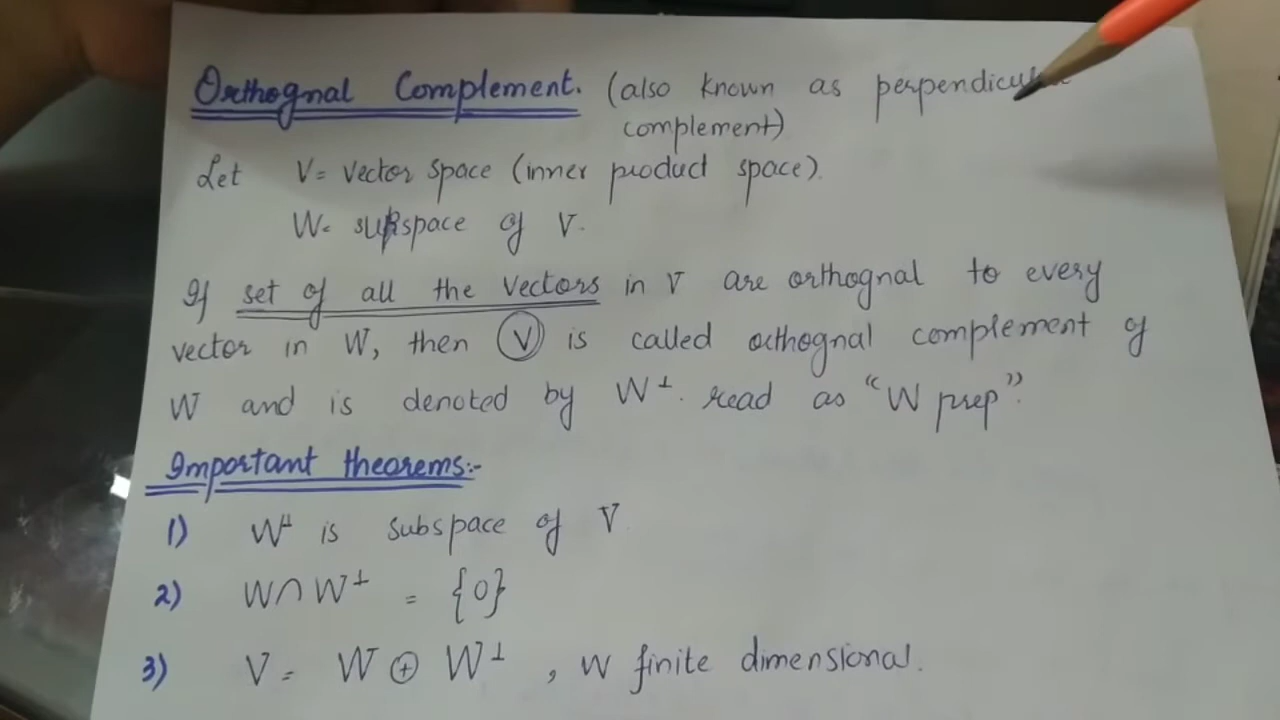 Orthognal Complement. (also known as perpendicular
complement)
Let V= vector space (inner product space).
W= subspace of V.
If set of all the vectors in V are orthognal to every
vector in W, then V is called orthognal complement of
W and is denoted by W⊥. read as "W prep".
Important theorems:-
1) W⊥ is subspace of V
2) W∩W⊥ = {0}
3) V= W ⊕ W⊥, W finite dimensional.